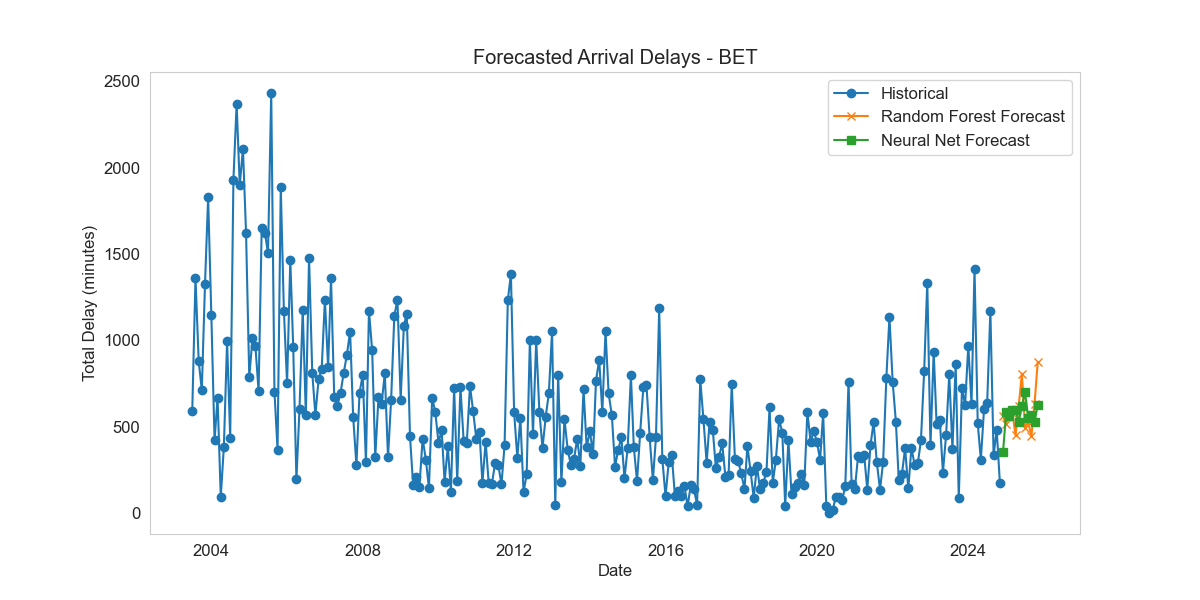 Forecasted Arrival Delays - BET
Historical
Random Forest Forecast
Neural Net Forecast
Total Delay (minutes)
2500
2000
1500
1000
500
0
2004 2008 2012 2016 2020 2024
Date